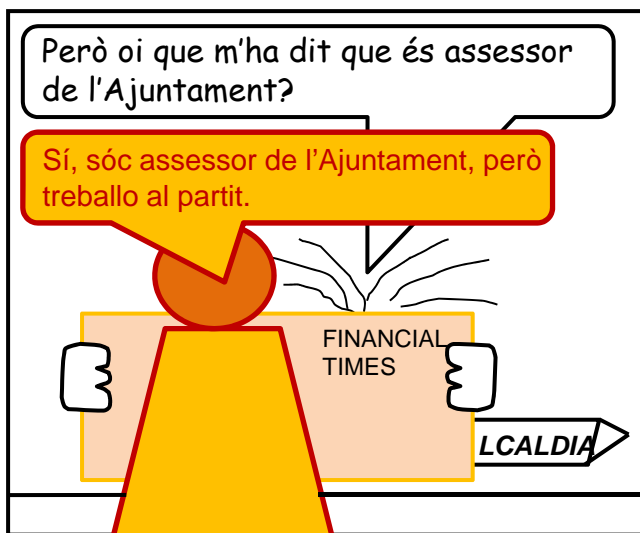 Però oi que m'ha dit que és assessor
de l'Ajuntament?
Sí, sóc assessor de l'Ajuntament, però
treballo al partit.
FINANCIAL
TIMES
LCALDIA